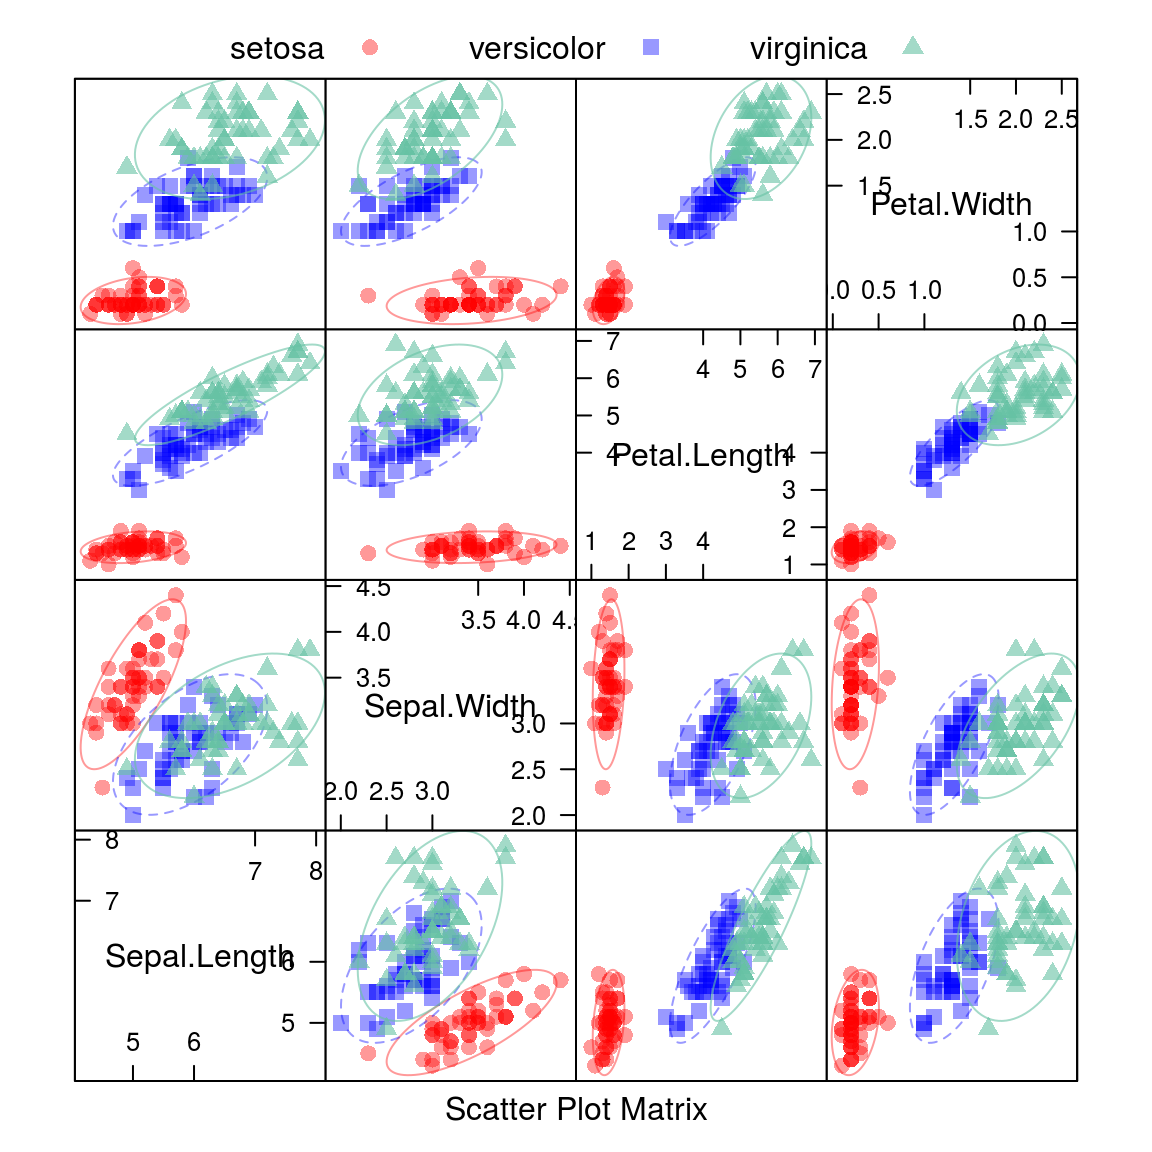 setosa versicolor virginica
2.5 1.5 2.0 2.5
2.0
1.5
Petal.Width
1.0
.0 0.5 1.0 0.5
0.0
7 4 5 6 7
6
5
4 Petal.Length 4
3
1 2 3 4 2
1
4.5 3.5 4.0 4.
4.0
3.5
Sepal.Width 3.0
2.5
2.0 2.5 3.0 2.0
8 7 8
7
Sepal.Length 6
5 6 5
Scatter Plot Matrix